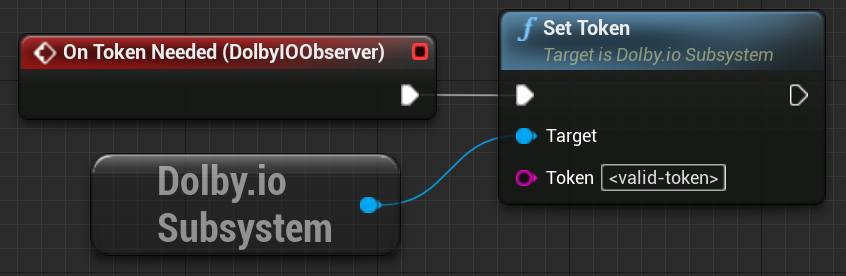 On Token Needed (DolbyIOObserver)
f Set Token
Target is Dolby.io Subsystem
Target
Token <valid-token>
Dolby.io
Subsystem